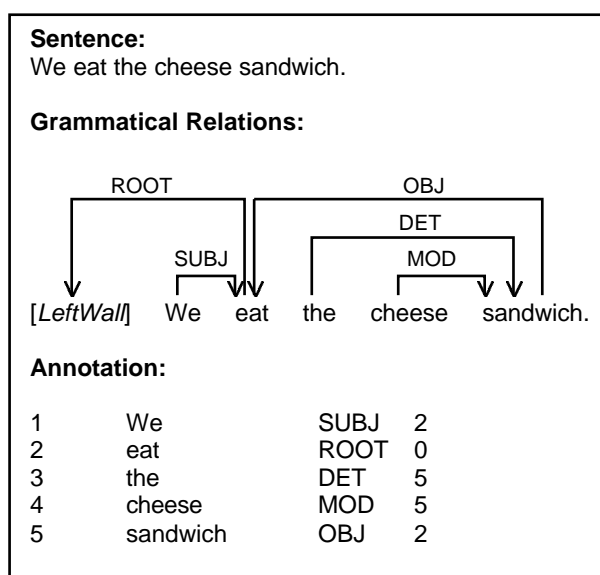 Sentence:
We eat the cheese sandwich.
Grammatical Relations:
ROOT OBJ
DET
SUBJ MOD
[LeftWall] We eat the cheese sandwich.
Annotation:
1 We SUBJ 2
2 eat ROOT 0
3 the DET 5
4 cheese MOD 5
5 sandwich OBJ 2